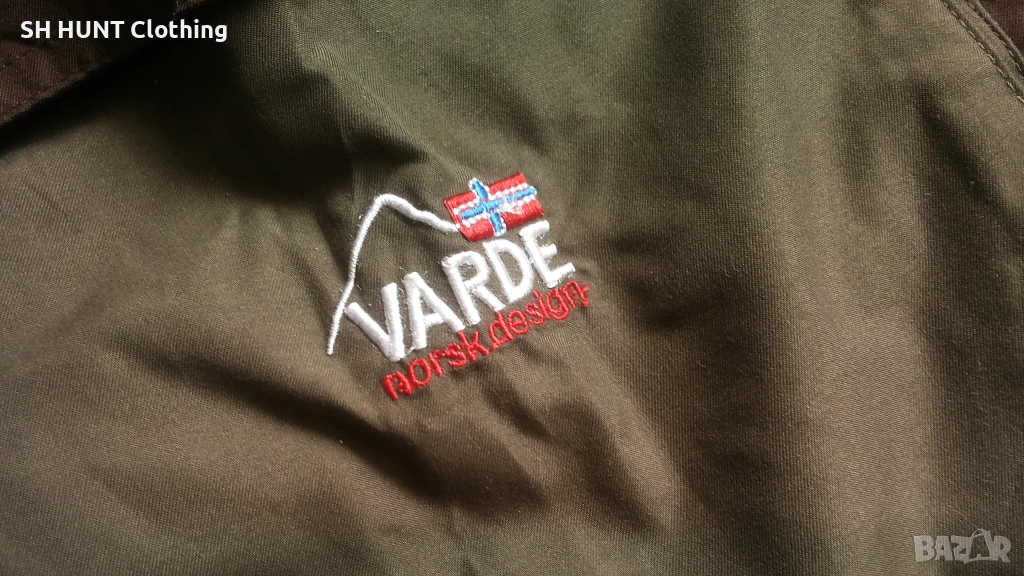 SH HUNT Clothing
VARDE
norsk design
BAZAR